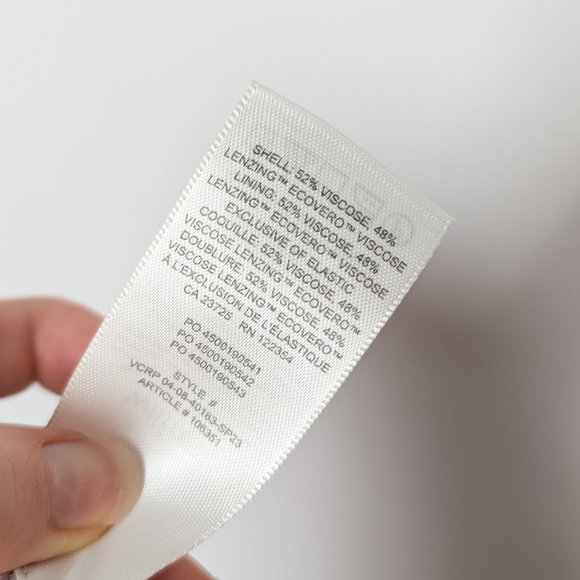 SHELL: 52% VISCOSE, 48%
LENZING™ ECOVERO™ VISCOSE
LINING: 52% VISCOSE, 48%
LENZING™ ECOVERO™ VISCOSE
EXCLUSIVE OF ELASTIC
COQUILLE: 52% VISCOSE, 48%
VISCOSE LENZING™ ECOVERO™
DOUBLURE: 52% VISCOSE, 48%
VISCOSE LENZING™ ECOVERO™
À L'EXCLUSION DE L'ÉLASTIQUE
CA 23725 RN 122354
PO 4500190541
PO 4500190542
PO 4500190543
STYLE #
VCRP 04-08-40163-SP23
ARTICLE # 106351